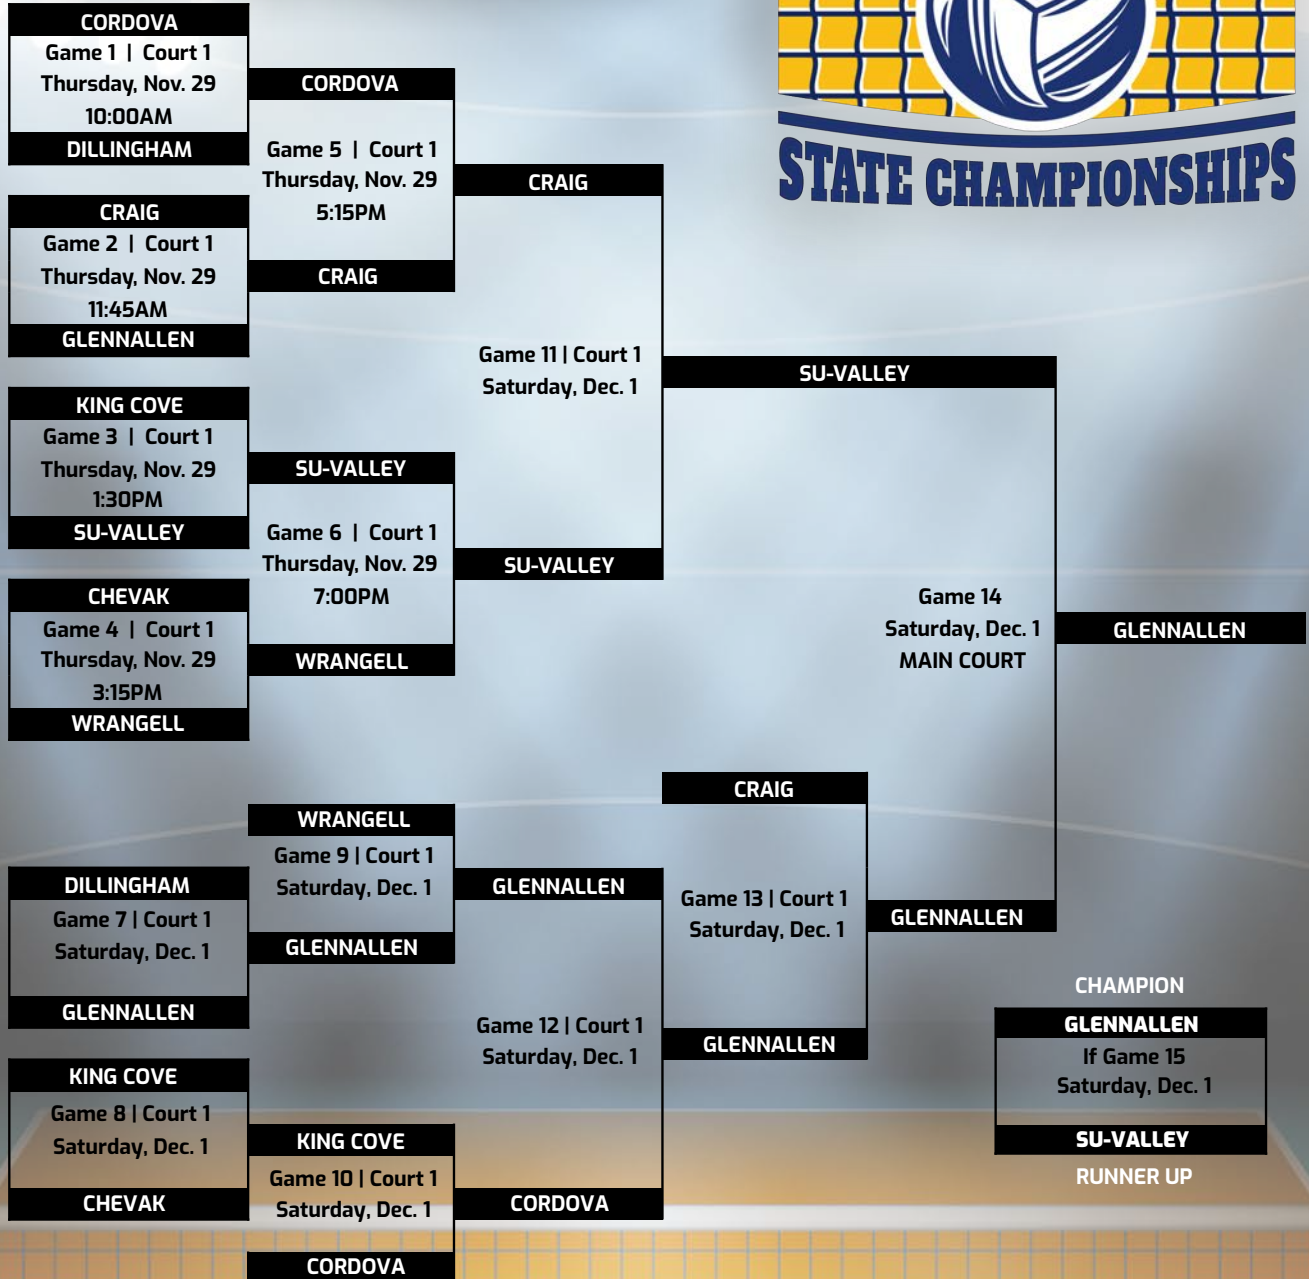 STATE CHAMPIONSHIPS
CORDOVA
Game 1 | Court 1
Thursday, Nov. 29
10:00AM
DILLINGHAM
CRAIG
Game 2 | Court 1
Thursday, Nov. 29
11:45AM
GLENNALLEN
KING COVE
Game 3 | Court 1
Thursday, Nov. 29
1:30PM
SU-VALLEY
CHEVAK
Game 4 | Court 1
Thursday, Nov. 29
3:15PM
WRANGELL
CORDOVA
Game 5 | Court 1
Thursday, Nov. 29
5:15PM
CRAIG
SU-VALLEY
Game 6 | Court 1
Thursday, Nov. 29
7:00PM
WRANGELL
CRAIG
Game 11 | Court 1
Saturday, Dec. 1
SU-VALLEY
SU-VALLEY
Game 14
Saturday, Dec. 1
MAIN COURT
GLENNALLEN
GLENNALLEN
DILLINGHAM
Game 7 | Court 1
Saturday, Dec. 1
GLENNALLEN
KING COVE
Game 8 | Court 1
Saturday, Dec. 1
CHEVAK
WRANGELL
Game 9 | Court 1
Saturday, Dec. 1
GLENNALLEN
KING COVE
Game 10 | Court 1
Saturday, Dec. 1
CORDOVA
GLENNALLEN
Game 12 | Court 1
Saturday, Dec. 1
CORDOVA
CRAIG
Game 13 | Court 1
Saturday, Dec. 1
GLENNALLEN
CHAMPION
GLENNALLEN
If Game 15
Saturday, Dec. 1
SU-VALLEY
RUNNER UP